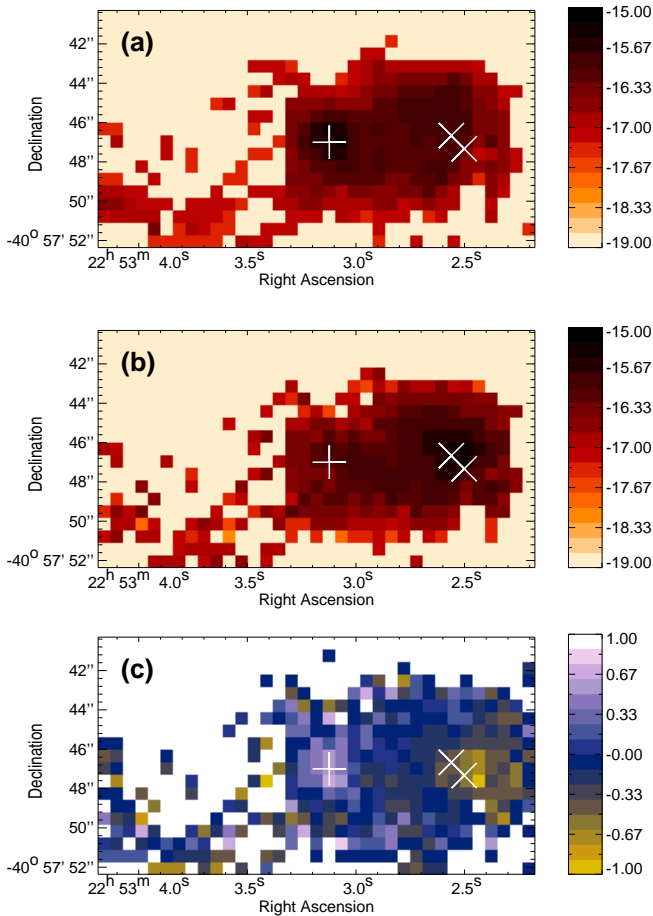 (a)
42''
44''
46''
48''
50''
-40° 57' 52''
Declination
22h 53m 4.0s 3.5s 3.0s 2.5s
Right Ascension
-15.00
-15.67
-16.33
-17.00
-17.67
-18.33
-19.00
(b)
42''
44''
46''
48''
50''
-40° 57' 52''
Declination
22h 53m 4.0s 3.5s 3.0s 2.5s
Right Ascension
-15.00
-15.67
-16.33
-17.00
-17.67
-18.33
-19.00
(c)
42''
44''
46''
48''
50''
-40° 57' 52''
Declination
22h 53m 4.0s 3.5s 3.0s 2.5s
Right Ascension
1.00
0.67
0.33
-0.00
-0.33
-0.67
-1.00